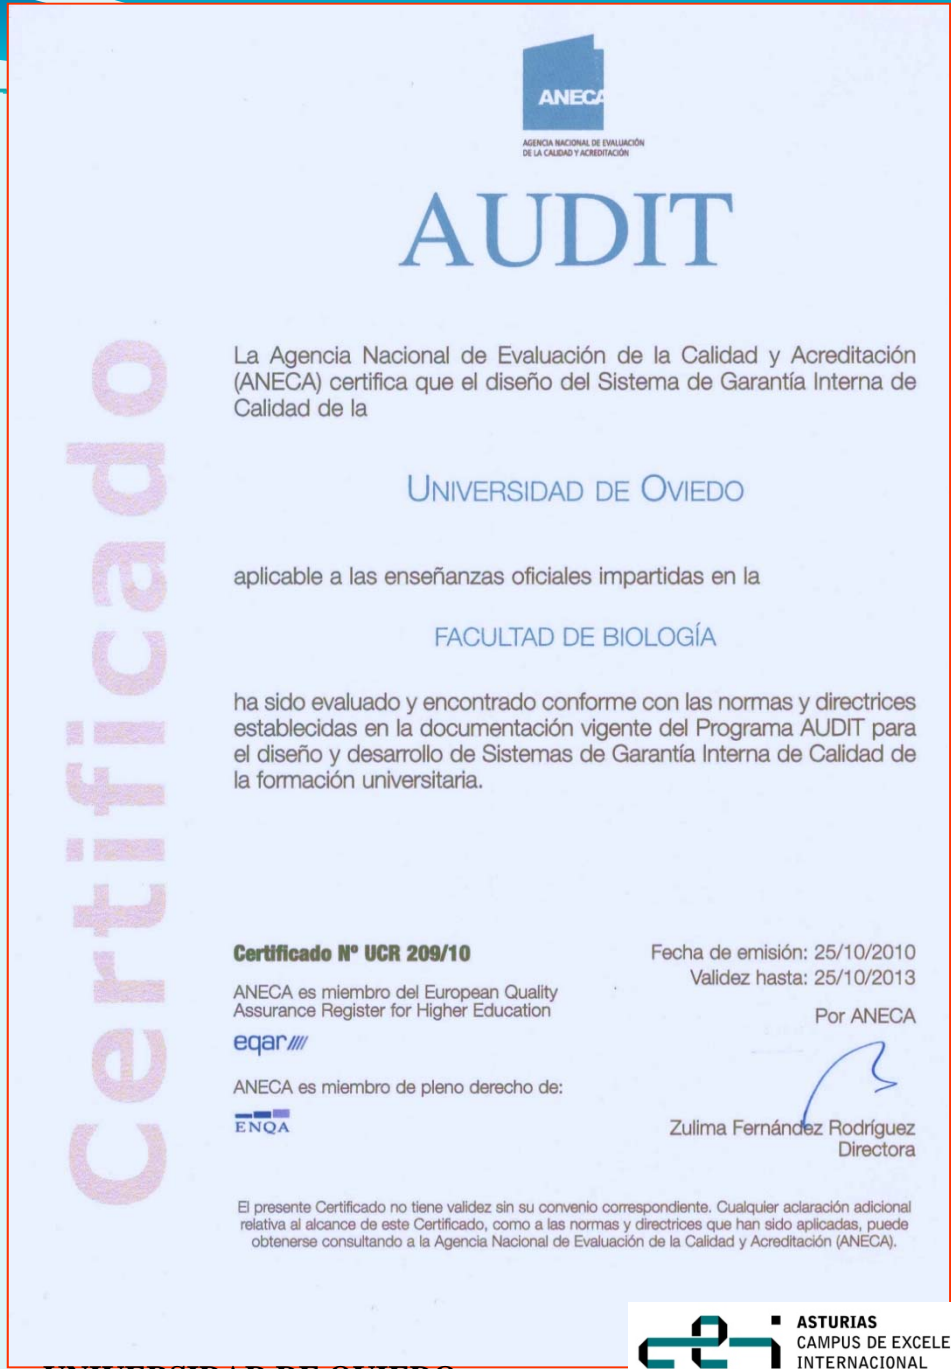 ANECA
AGENCIA NACIONAL DE EVALUACIÓN
DE LA CALIDAD Y ACREDITACIÓN
AUDIT
Certificado
La Agencia Nacional de Evaluación de la Calidad y Acreditación
(ANECA) certifica que el diseño del Sistema de Garantía Interna de
Calidad de la
UNIVERSIDAD DE OVIEDO
aplicable a las enseñanzas oficiales impartidas en la
FACULTAD DE BIOLOGÍA
ha sido evaluado y encontrado conforme con las normas y directrices
establecidas en la documentación vigente del Programa AUDIT para
el diseño y desarrollo de Sistemas de Garantía Interna de Calidad de
la formación universitaria.
Certificado Nº UCR 209/10
ANECA es miembro del European Quality
Assurance Register for Higher Education
eqar
ANECA es miembro de pleno derecho de:
ENQA
Fecha de emisión: 25/10/2010
Validez hasta: 25/10/2013
Por ANECA
Zulima Fernández Rodríguez
Directora
El presente Certificado no tiene validez sin su convenio correspondiente. Cualquier aclaración adicional
relativa al alcance de este Certificado, como a las normas y directrices que han sido aplicadas, puede
obtenerse consultando a la Agencia Nacional de Evaluación de la Calidad y Acreditación (ANECA).
UNIVERSIDAD DE OVIEDO
ASTURIAS
CAMPUS DE EXCELE
INTERNACIONAL